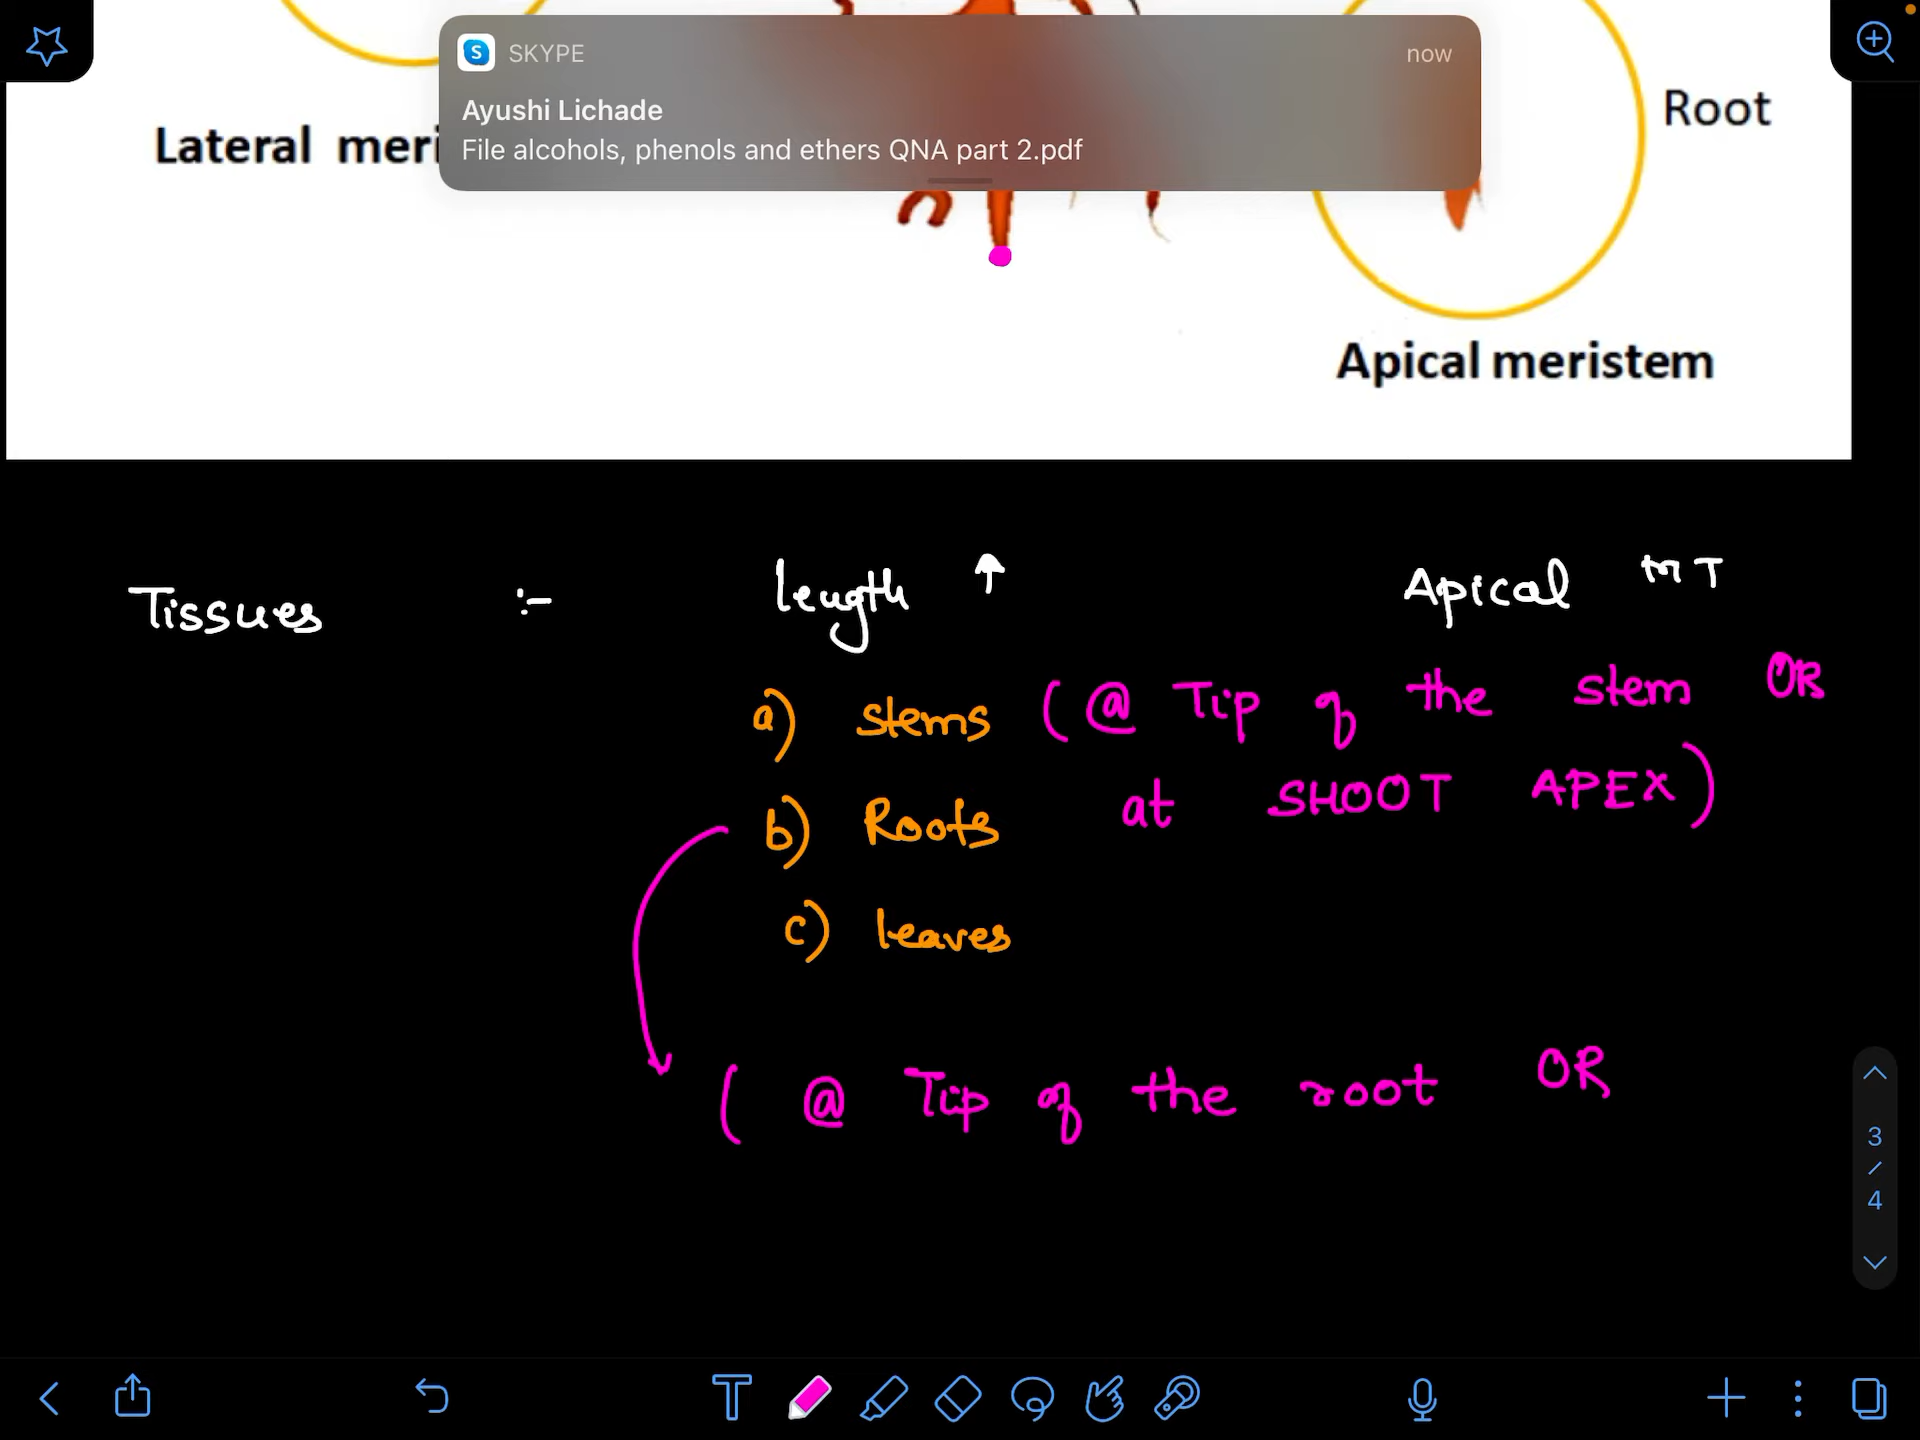 SKYPE now
Ayushi Lichade
File alcohols, phenols and ethers QNA part 2.pdf
Root
Lateral meri
Apical meristem
Tissues :- length ↑ Apical MT
a) stems (@ Tip of the stem OR
at SHOOT APEX)
b) Roots
c) leaves
( @ Tip of the root OR
3
/
4